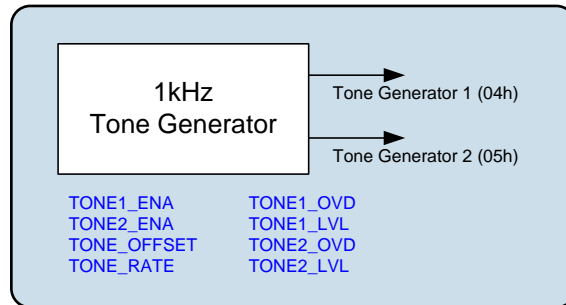 1kHz
Tone Generator
Tone Generator 1 (04h)
Tone Generator 2 (05h)
TONE1_ENA
TONE2_ENA
TONE_OFFSET
TONE_RATE
TONE1_OVD
TONE1_LVL
TONE2_OVD
TONE2_LVL